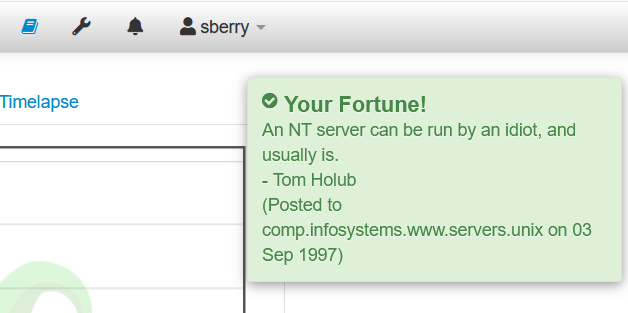 sberry
Timelapse
Your Fortune!
An NT server can be run by an idiot, and
usually is.
- Tom Holub
(Posted to
comp.infosystems.www.servers.unix on 03
Sep 1997)